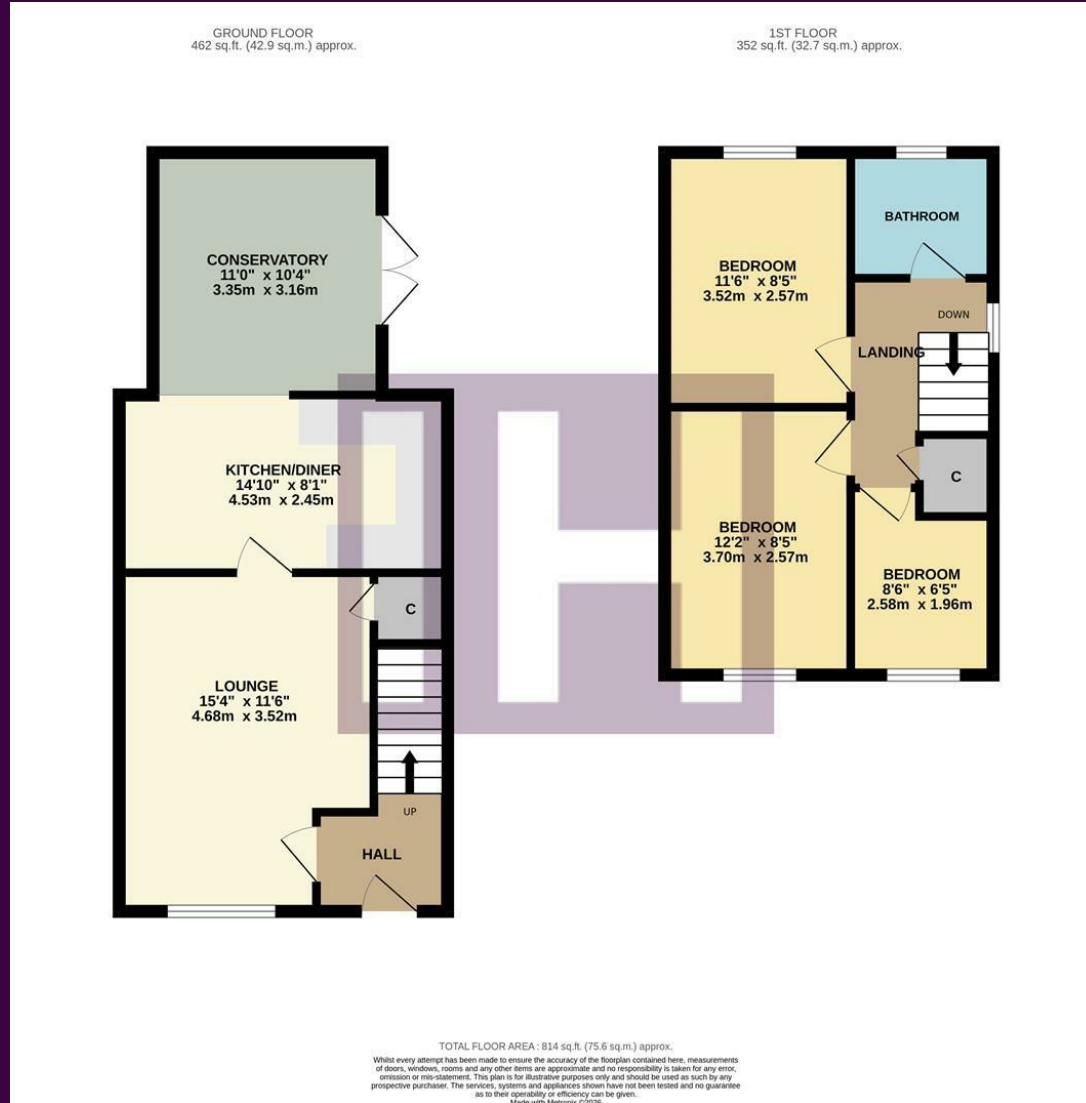 GROUND FLOOR
462 sq.ft. (42.9 sq.m.) approx.
1ST FLOOR
352 sq.ft. (32.7 sq.m.) approx.
CONSERVATORY
11'0" x 10'4"
3.35m x 3.16m
KITCHEN/DINER
14'10" x 8'1"
4.53m x 2.45m
C
LOUNGE
15'4" x 11'6"
4.68m x 3.52m
UP
HALL
BATHROOM
BEDROOM
11'6" x 8'5"
3.52m x 2.57m
DOWN
LANDING
C
BEDROOM
12'2" x 8'5"
3.70m x 2.57m
BEDROOM
8'6" x 6'5"
2.58m x 1.96m
TOTAL FLOOR AREA : 814 sq.ft. (75.6 sq.m.) approx.
Whilst every attempt has been made to ensure the accuracy of the floorplan contained here, measurements
of doors, windows, rooms and any other items are approximate and no responsibility is taken for any error,
omission or mis-statement. This plan is for illustrative purposes only and should be used as such by any
prospective purchaser. The services, systems and appliances shown have not been tested and no guarantee
as to their operability or efficiency can be given.
Made with Metropix ©2026